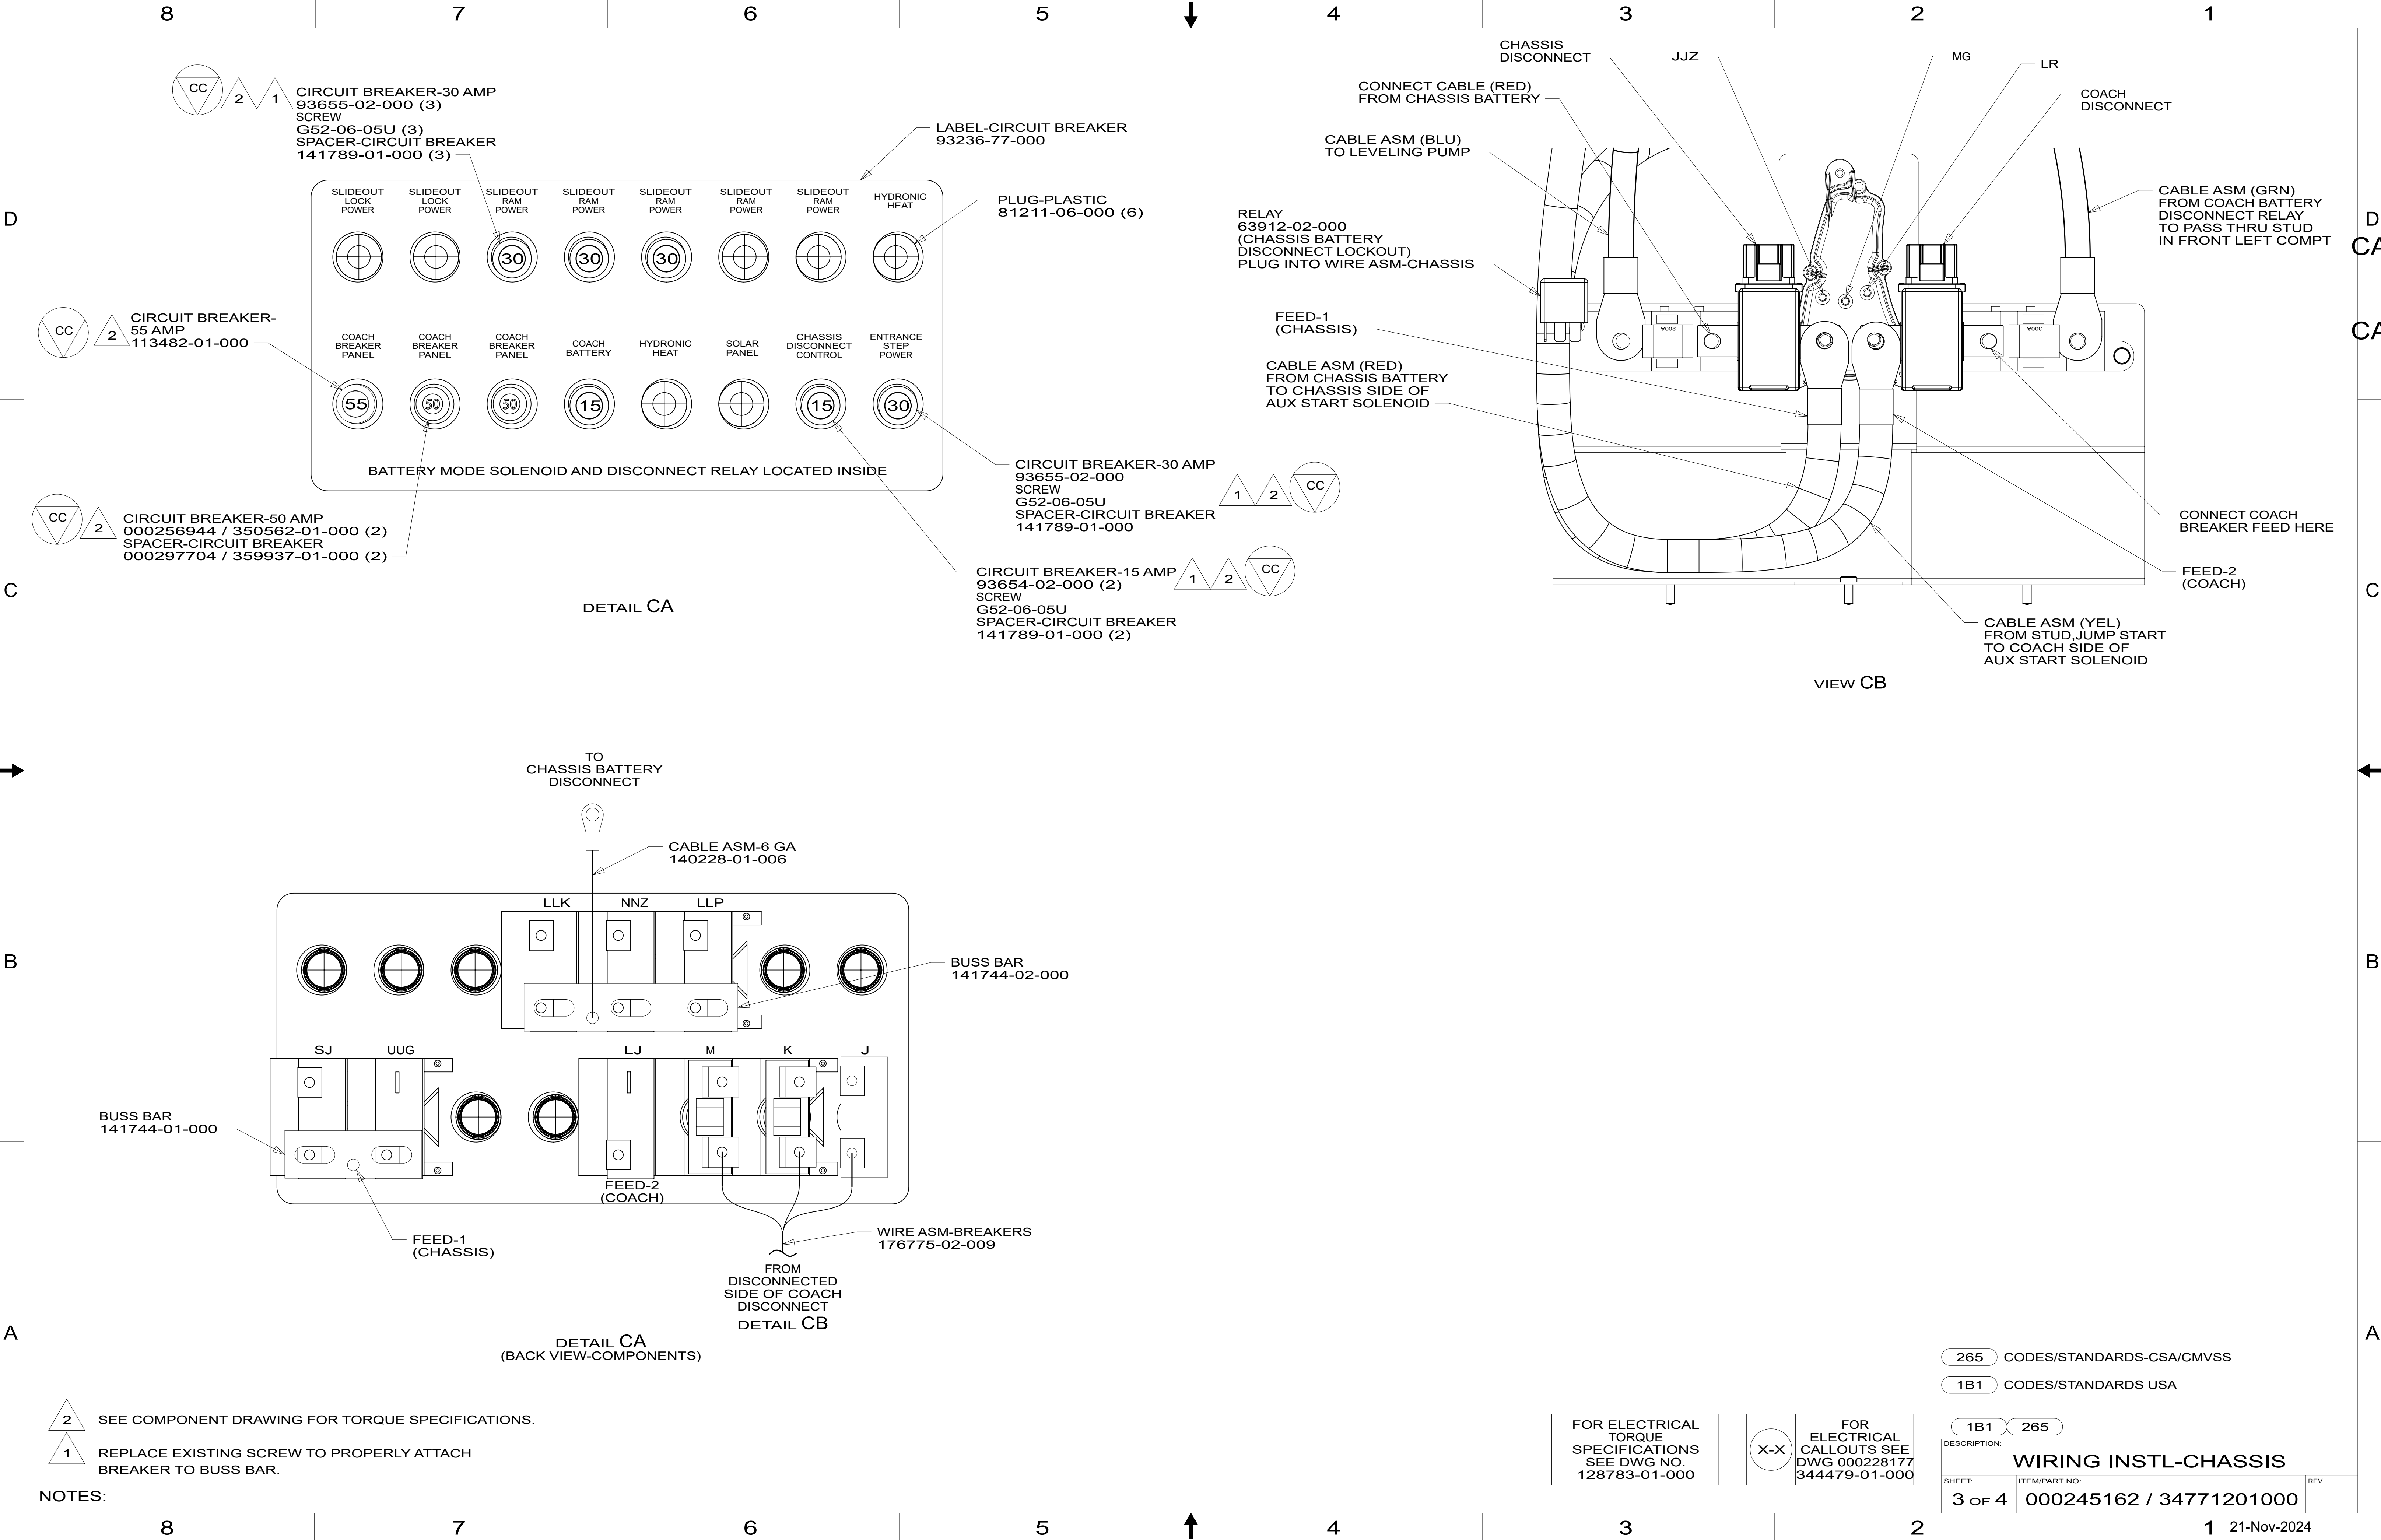 8 7 6 5 4 3 2 1
D
C
B
A
CC 2 1
CIRCUIT BREAKER-30 AMP
93655-02-000 (3)
SCREW
G52-06-05U (3)
SPACER-CIRCUIT BREAKER
141789-01-000 (3)
LABEL-CIRCUIT BREAKER
93236-77-000
PLUG-PLASTIC
81211-06-000 (6)
SLIDEOUT
LOCK
POWER
SLIDEOUT
LOCK
POWER
SLIDEOUT
RAM
POWER
SLIDEOUT
RAM
POWER
SLIDEOUT
RAM
POWER
SLIDEOUT
RAM
POWER
SLIDEOUT
RAM
POWER
HYDRONIC
HEAT
30 30 30
CC 2
CIRCUIT BREAKER-
55 AMP
113482-01-000
COACH
BREAKER
PANEL
COACH
BREAKER
PANEL
COACH
BREAKER
PANEL
COACH
BATTERY
HYDRONIC
HEAT
SOLAR
PANEL
CHASSIS
DISCONNECT
CONTROL
ENTRANCE
STEP
POWER
55 50 50 15 15 30
BATTERY MODE SOLENOID AND DISCONNECT RELAY LOCATED INSIDE
CC 2
CIRCUIT BREAKER-50 AMP
000256944 / 350562-01-000 (2)
SPACER-CIRCUIT BREAKER
000297704 / 359937-01-000 (2)
CIRCUIT BREAKER-30 AMP
93655-02-000
SCREW
G52-06-05U
SPACER-CIRCUIT BREAKER
141789-01-000
1 2 CC
CIRCUIT BREAKER-15 AMP
93654-02-000 (2)
SCREW
G52-06-05U
SPACER-CIRCUIT BREAKER
141789-01-000 (2)
1 2 CC
DETAIL CA
CHASSIS
DISCONNECT
JJZ
MG
LR
COACH
DISCONNECT
CONNECT CABLE (RED)
FROM CHASSIS BATTERY
CABLE ASM (BLU)
TO LEVELING PUMP
RELAY
63912-02-000
(CHASSIS BATTERY
DISCONNECT LOCKOUT)
PLUG INTO WIRE ASM-CHASSIS
FEED-1
(CHASSIS)
CABLE ASM (RED)
FROM CHASSIS BATTERY
TO CHASSIS SIDE OF
AUX START SOLENOID
200A
300A
CABLE ASM (GRN)
FROM COACH BATTERY
DISCONNECT RELAY
TO PASS THRU STUD
IN FRONT LEFT COMPT
D
CA
CA
CONNECT COACH
BREAKER FEED HERE
FEED-2
(COACH)
CABLE ASM (YEL)
FROM STUD,JUMP START
TO COACH SIDE OF
AUX START SOLENOID
VIEW CB
C
B
A
TO
CHASSIS BATTERY
DISCONNECT
CABLE ASM-6 GA
140228-01-006
LLK NNZ LLP
BUSS BAR
141744-02-000
SJ UUG LJ M K J
BUSS BAR
141744-01-000
FEED-2
(COACH)
FEED-1
(CHASSIS)
WIRE ASM-BREAKERS
176775-02-009
FROM
DISCONNECTED
SIDE OF COACH
DISCONNECT
DETAIL CB
DETAIL CA
(BACK VIEW-COMPONENTS)
2 SEE COMPONENT DRAWING FOR TORQUE SPECIFICATIONS.
1 REPLACE EXISTING SCREW TO PROPERLY ATTACH
BREAKER TO BUSS BAR.
NOTES:
265 CODES/STANDARDS-CSA/CMVSS
1B1 CODES/STANDARDS USA
FOR ELECTRICAL
TORQUE
SPECIFICATIONS
SEE DWG NO.
128783-01-000
X-X
FOR
ELECTRICAL
CALLOUTS SEE
DWG 000228177
344479-01-000
1B1 265
DESCRIPTION:
WIRING INSTL-CHASSIS
SHEET: ITEM/PART NO: REV
3 OF 4 000245162 / 34771201000
8 7 6 5 4 3 2 1
21-Nov-2024